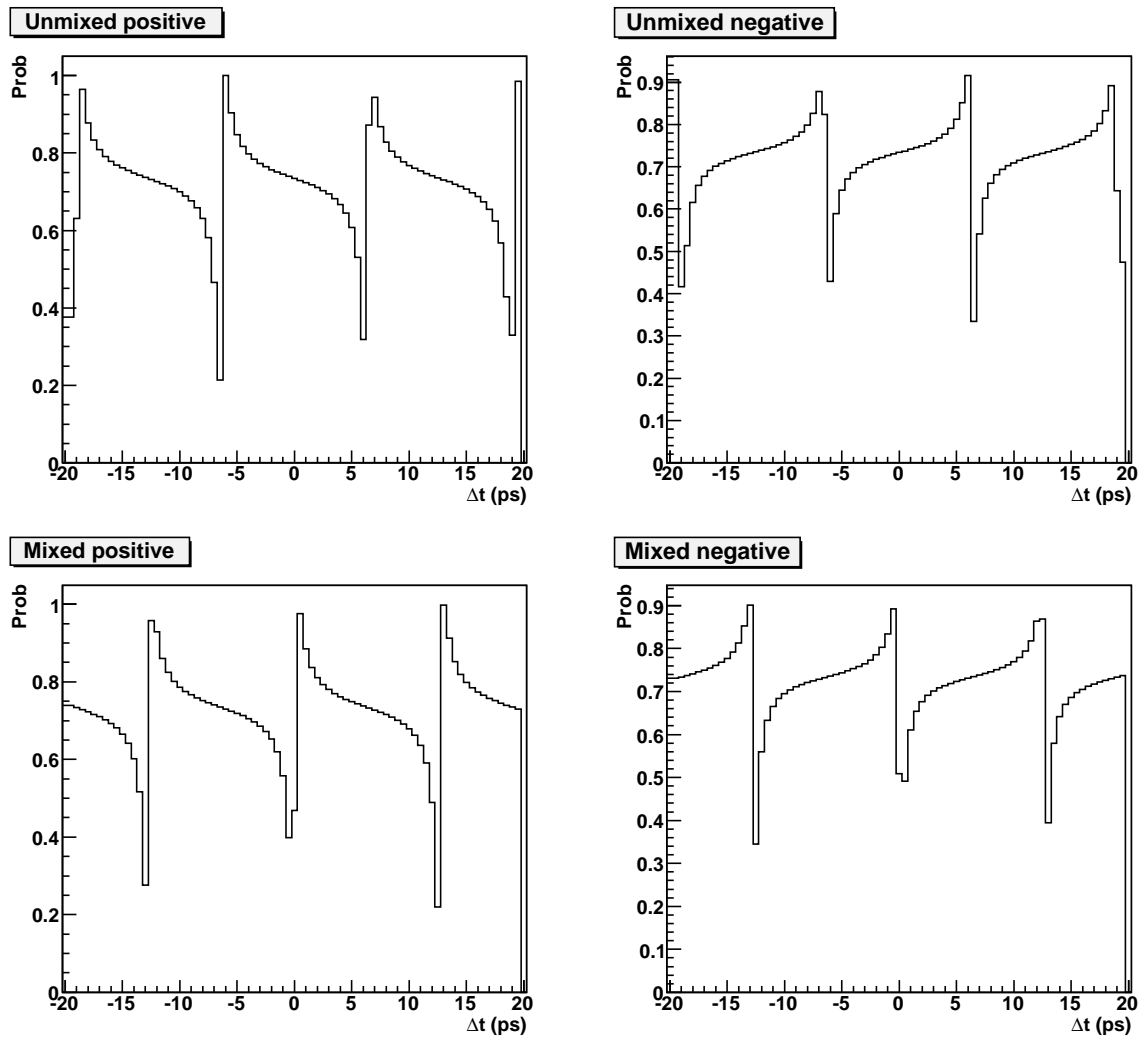 Unmixed positive
Prob
1
0.8
0.6
0.4
0.2
0
-20 -15 -10 -5 0 5 10 15 20
Δt (ps)
Unmixed negative
Prob
0.9
0.8
0.7
0.6
0.5
0.4
0.3
0.2
0.1
0
-20 -15 -10 -5 0 5 10 15 20
Δt (ps)
Mixed positive
Prob
1
0.8
0.6
0.4
0.2
0
-20 -15 -10 -5 0 5 10 15 20
Δt (ps)
Mixed negative
Prob
0.9
0.8
0.7
0.6
0.5
0.4
0.3
0.2
0.1
0
-20 -15 -10 -5 0 5 10 15 20
Δt (ps)